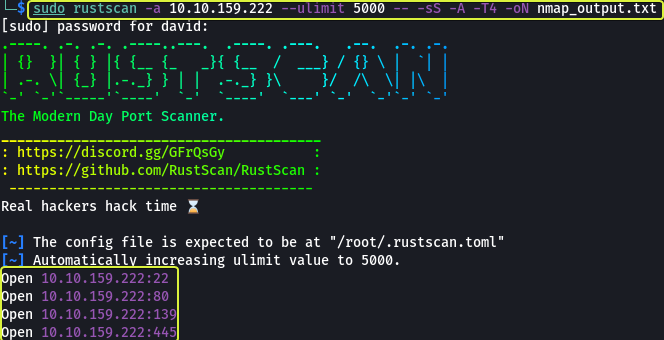 $ sudo rustscan -a 10.10.159.222 --ulimit 5000 -- -sS -A -T4 -oN nmap_output.txt
[sudo] password for david:
.----. .-. .-. .----..---.  .----. .---.   .--.  .-. .-.
| {}  }| { } |{ {__ {_   _}{ {__  /  ___} / {} \ |  `| |
| .-. \| {_} |.-._} } | |  .-._} }\     }/  /\  \| |\  |
`-' `-'`-----'`----'  `-'  `----'  `---' `-'  `-'`-' `-'
The Modern Day Port Scanner.
________________________________________
: https://discord.gg/GFrQsGy           :
: https://github.com/RustScan/RustScan :
 --------------------------------------
Real hackers hack time ⌛
[~] The config file is expected to be at "/root/.rustscan.toml"
[~] Automatically increasing ulimit value to 5000.
Open 10.10.159.222:22
Open 10.10.159.222:80
Open 10.10.159.222:139
Open 10.10.159.222:445